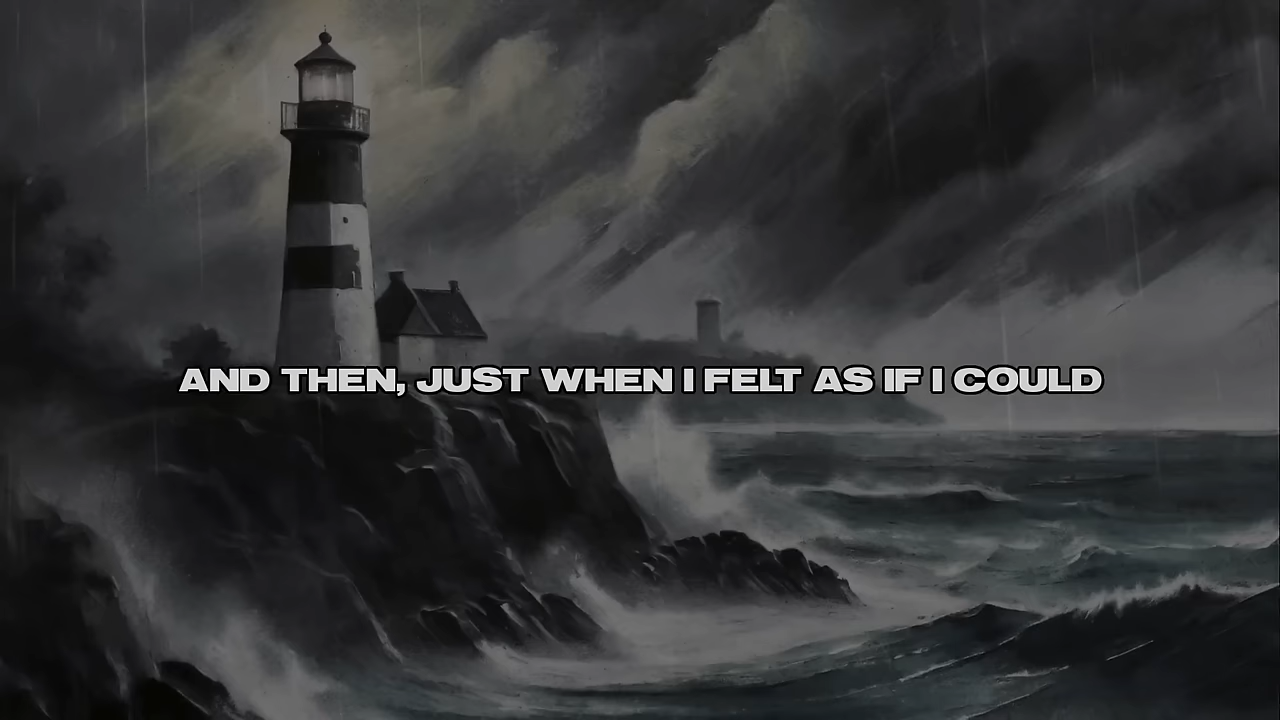 AND THEN, JUST WHEN I FELT AS IF I COULD